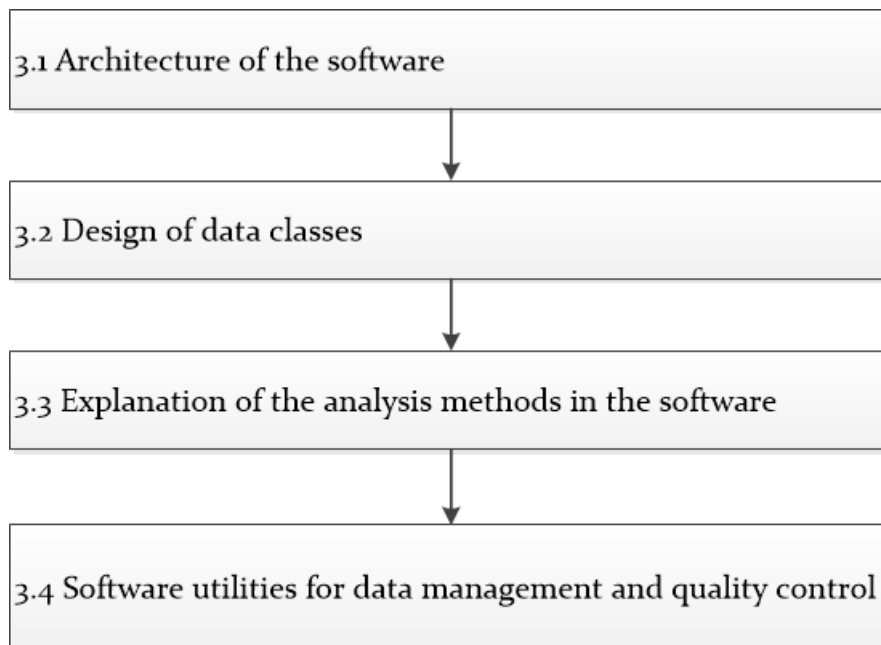 3.1 Architecture of the software
3.2 Design of data classes
3.3 Explanation of the analysis methods in the software
3.4 Software utilities for data management and quality control